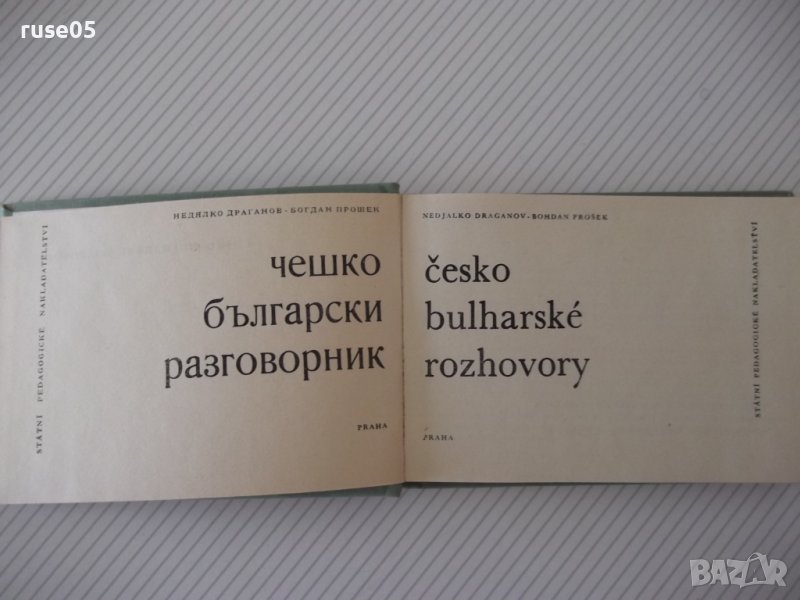 ruse05
НЕДЯЛКО ДРАГАНОВ - БОГДАН ПРОШЕК
чешко
български
разговорник
PRAHA
STÁTNÍ PEDAGOGICKÉ NAKLADATELSTVÍ
NEDJALKO DRAGANOV - BOHDAN PROŠEK
česko
bulharské
rozhovory
PRAHA
STÁTNÍ PEDAGOGICKÉ NAKLADATELSTVÍ
BAZAR